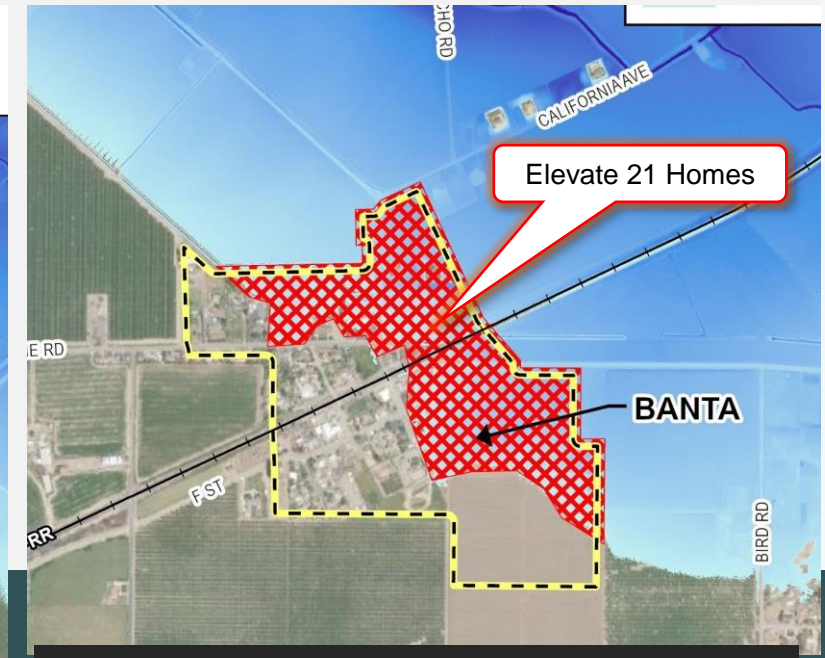 CHO RD
CALIFORNIA AVE
Elevate 21 Homes
E RD
BANTA
F ST
RR
BIRD RD